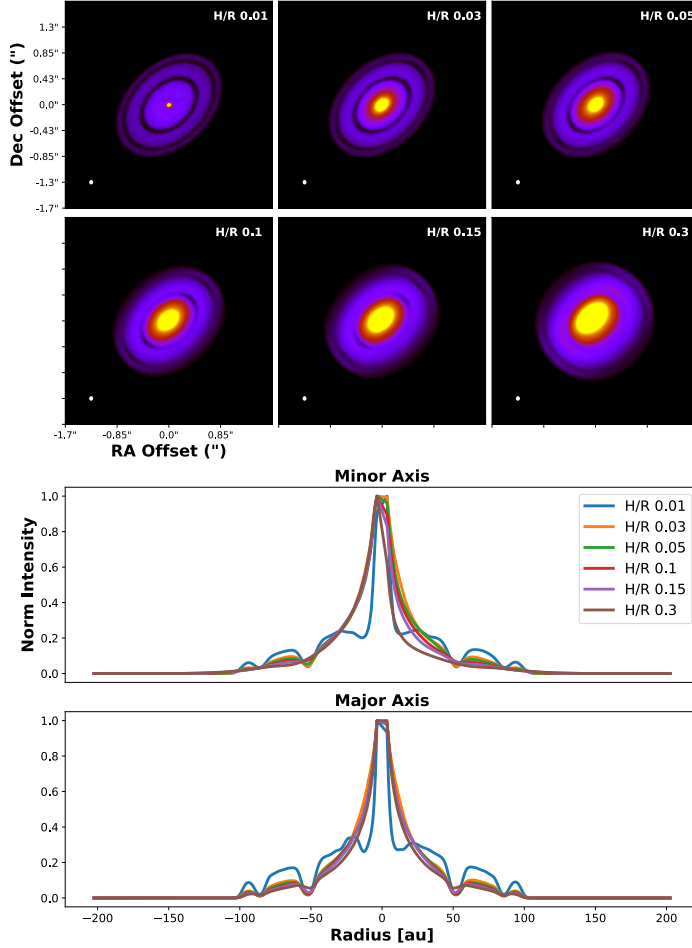 H/R 0.01
H/R 0.03
H/R 0.05
1.3"
0.85"
0.43"
0.0"
-0.43"
-0.85"
-1.3"
-1.7"
Dec Offset (")
H/R 0.1
H/R 0.15
H/R 0.3
-1.7"
-0.85"
0.0"
0.85"
RA Offset (")
Minor Axis
1.0
0.8
0.6
0.4
0.2
0.0
Norm Intensity
H/R 0.01
H/R 0.03
H/R 0.05
H/R 0.1
H/R 0.15
H/R 0.3
Major Axis
1.0
0.8
0.6
0.4
0.2
0.0
−200
−150
−100
−50
0
50
100
150
200
Radius [au]